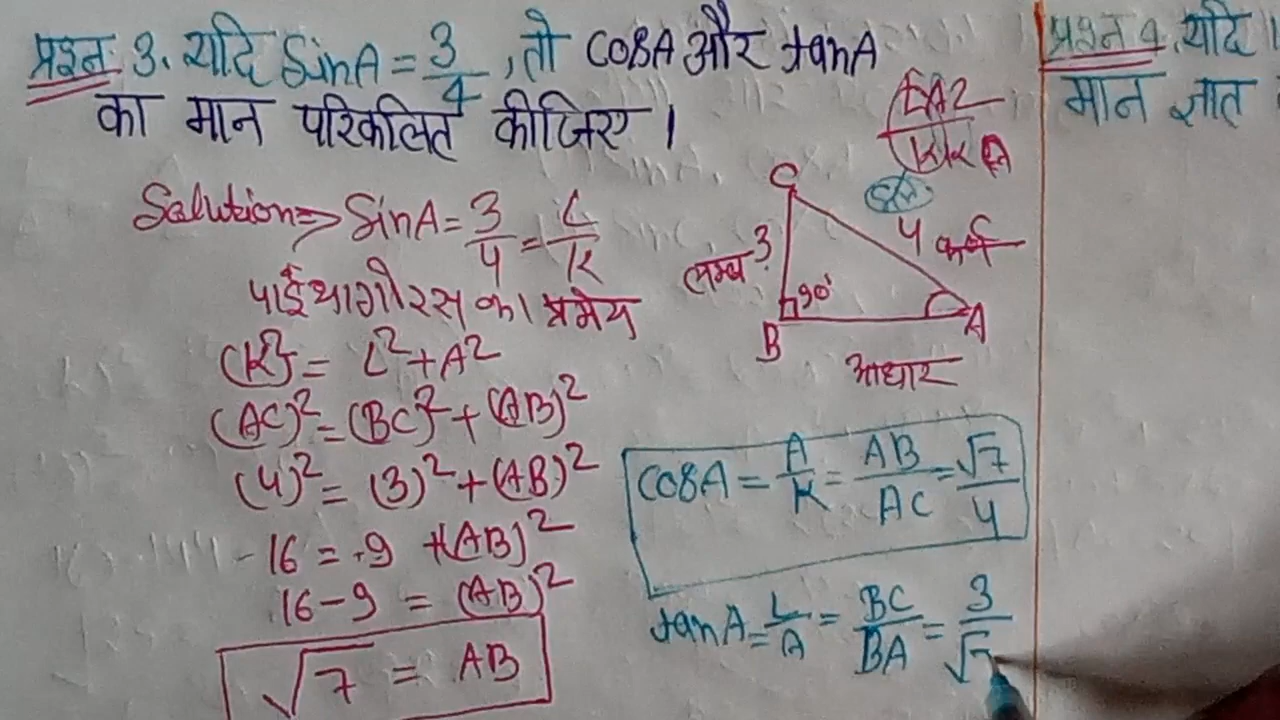 प्रश्न 3. यदि SinA = 3/4, तो COSA और tanA
का मान परिकलित कीजिए।
Solution ⇒ SinA = 3/4 = L/K
पाईथागोरस का प्रमेय
(K)² = L² + A²
(AC)² = (BC)² + (AB)²
(4)² = (3)² + (AB)²
16 = 9 + (AB)²
16 - 9 = (AB)²
√7 = AB
C
लम्ब 3
4 कर्ण
90°
B
A
आधार
COSA = A/K = AB/AC = √7/4
tanA = L/A = BC/BA = 3/√7
प्रश्न 4. यदि
मान ज्ञात